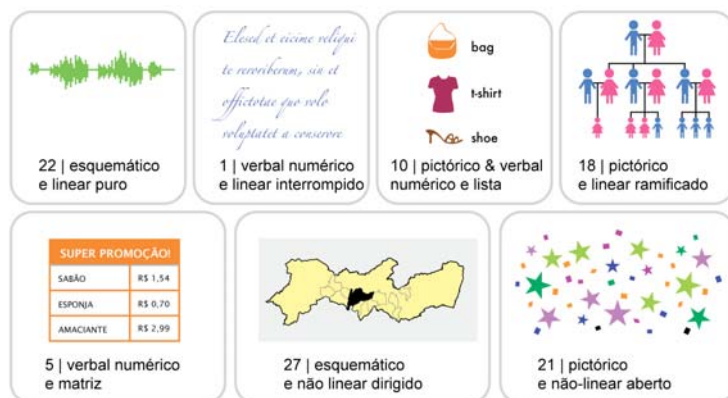 Elesed et eicime veliqui
te reroriberum, sin et
offictotae quo volo
voluptatet a conserore
bag
t-shirt
shoe
22 | esquemático
e linear puro
1 | verbal numérico
e linear interrompido
10 | pictórico & verbal
numérico e lista
18 | pictórico
e linear ramificado
SUPER PROMOÇÃO!
SABÃO R$ 1,54
ESPONJA R$ 0,70
AMACIANTE R$ 2,99
5 | verbal numérico
e matriz
27 | esquemático
e não linear dirigido
21 | pictórico
e não-linear aberto